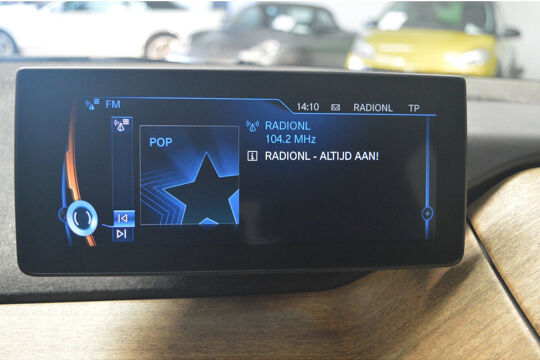 FM
14:10 RADIONL TP
POP
RADIONL
104.2 MHz
RADIONL - ALTIJD AAN!